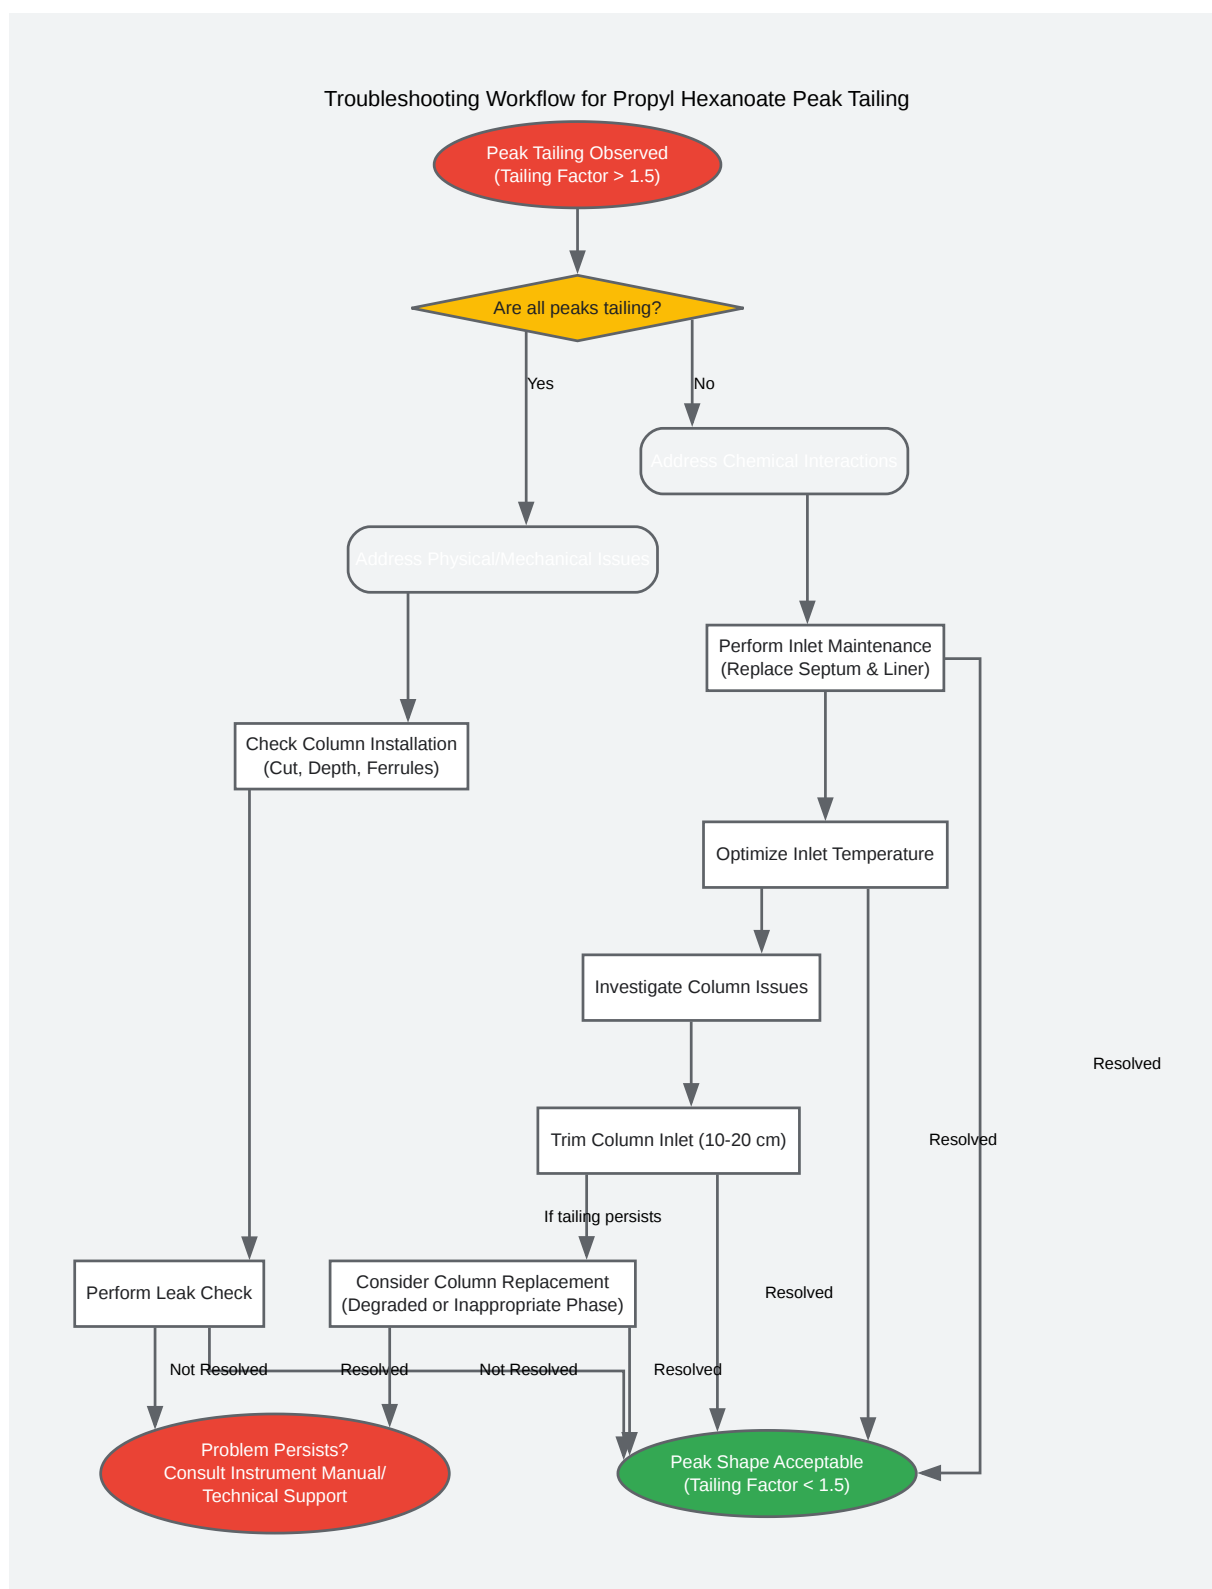 Troubleshooting Workflow for Propyl Hexanoate Peak Tailing
Peak Tailing Observed
(Tailing Factor > 1.5)
Are all peaks tailing?
Yes
No
Address Chemical Interactions
Address Physical/Mechanical Issues
Perform Inlet Maintenance
(Replace Septum & Liner)
Check Column Installation
(Cut, Depth, Ferrules)
Optimize Inlet Temperature
Investigate Column Issues
Resolved
Trim Column Inlet (10-20 cm)
Resolved
If tailing persists
Perform Leak Check
Consider Column Replacement
(Degraded or Inappropriate Phase)
Resolved
Not Resolved
Resolved
Not Resolved
Resolved
Problem Persists?
Consult Instrument Manual/
Technical Support
Peak Shape Acceptable
(Tailing Factor < 1.5)